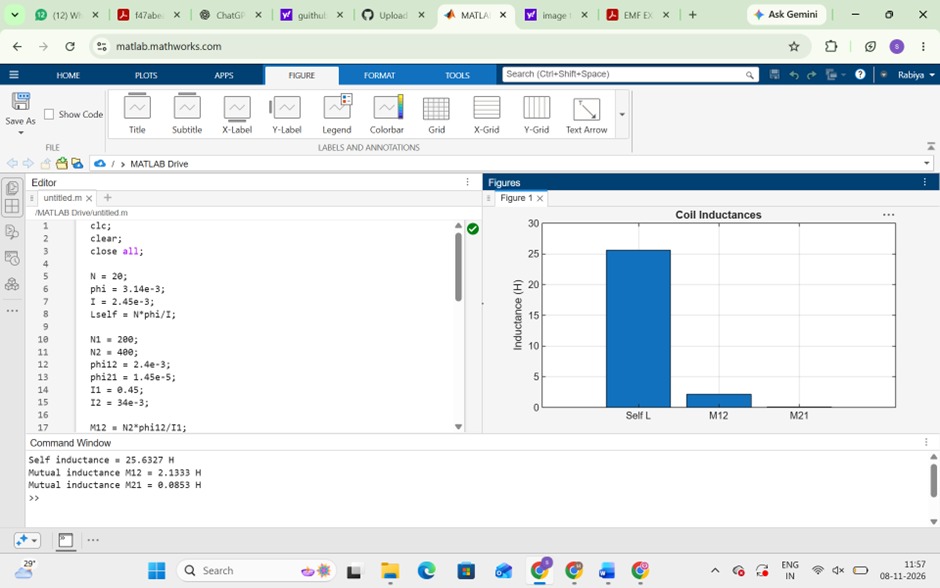 (12) Wh
f47abe
ChatGP
guithub
Upload
MATLA
image
EMF EX
Ask Gemini
matlab.mathworks.com
S
HOME PLOTS APPS FIGURE FORMAT TOOLS
Search (Ctrl+Shift+Space)
Rabiya
Save As
Show Code
Title Subtitle X-Label Y-Label Legend Colorbar Grid X-Grid Y-Grid Text Arrow
FILE LABELS AND ANNOTATIONS
/ > MATLAB Drive
Editor
untitled.m
/MATLAB Drive/untitled.m
1 clc;
2 clear;
3 close all;
4
5 N = 20;
6 phi = 3.14e-3;
7 I = 2.45e-3;
8 Lself = N*phi/I;
9
10 N1 = 200;
11 N2 = 400;
12 phi12 = 2.4e-3;
13 phi21 = 1.45e-5;
14 I1 = 0.45;
15 I2 = 34e-3;
16
17 M12 = N2*phi12/I1;
Figures
Figure 1
Coil Inductances
Inductance (H)
30
25
20
15
10
5
0
Self L M12 M21
Command Window
Self inductance = 25.6327 H
Mutual inductance M12 = 2.1333 H
Mutual inductance M21 = 0.0853 H
>>
29°
Search
ENG
IN
11:57
08-11-2026